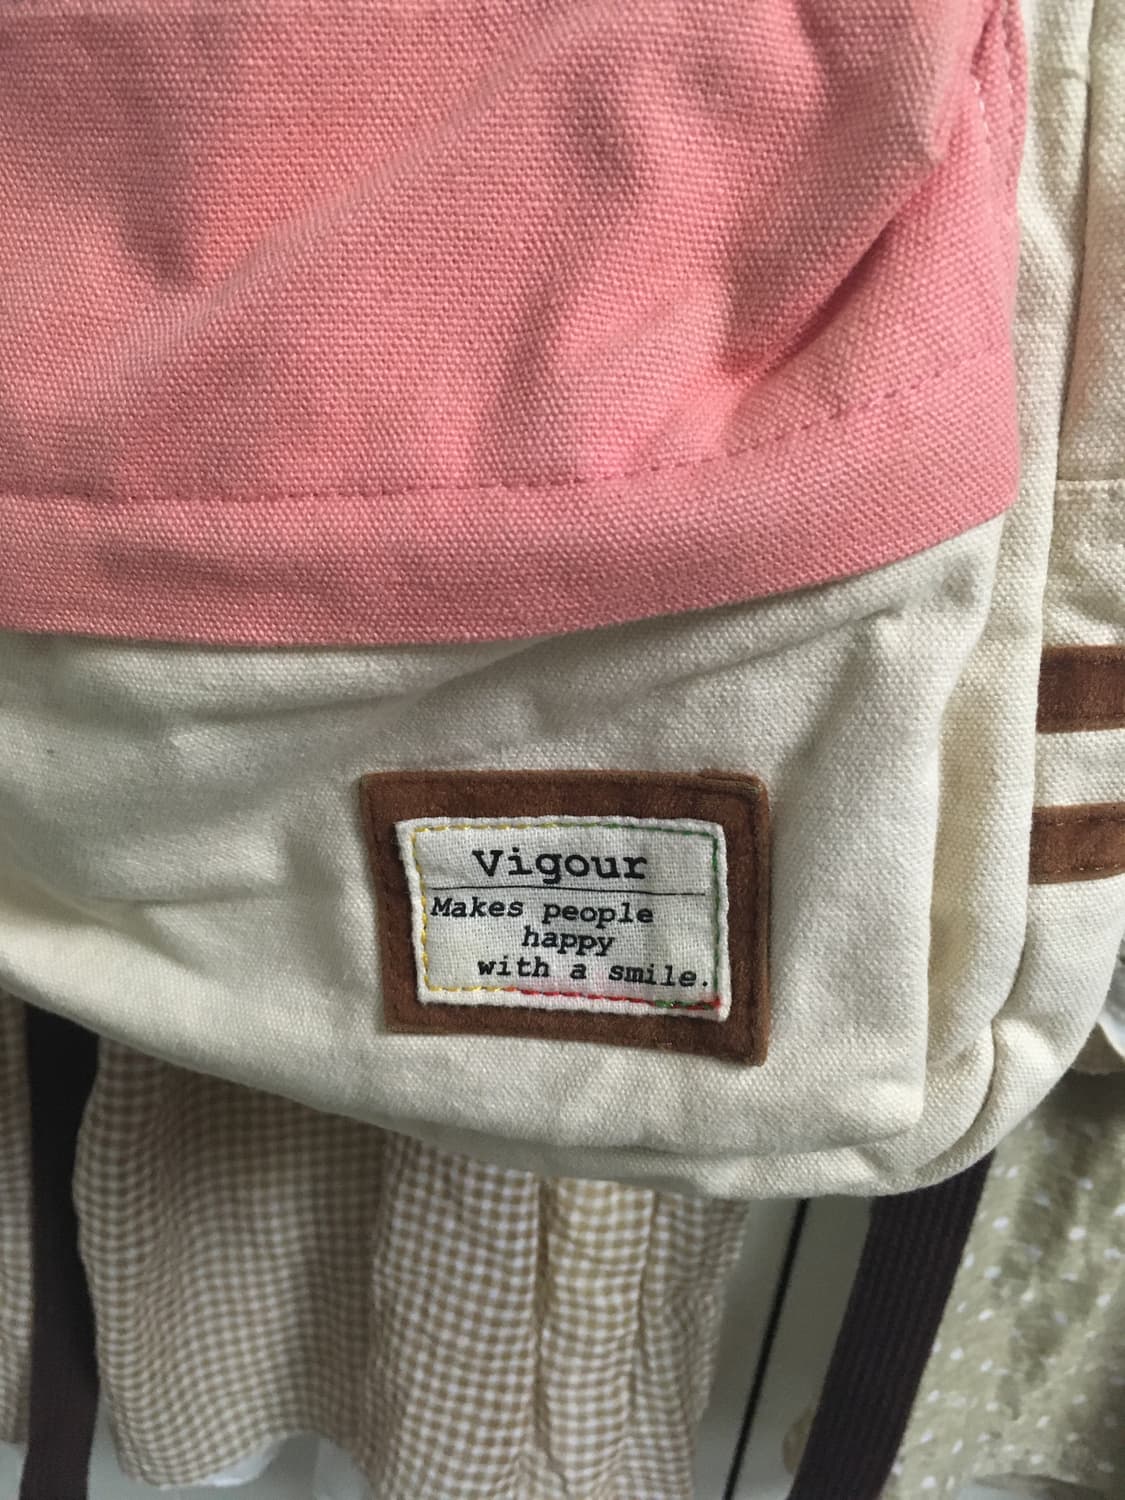 Vigour
Makes people
happy
with a smile.